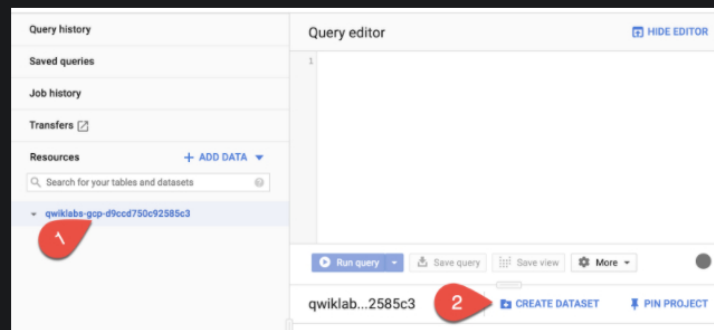 Query history
Saved queries
Job history
Transfers
Resources + ADD DATA
Search for your tables and datasets
qwiklabs-gcp-d9ccd750c92585c3
1
Query editor HIDE EDITOR
1
Run query Save query Save view More
qwiklab...2585c3 2 CREATE DATASET PIN PROJECT